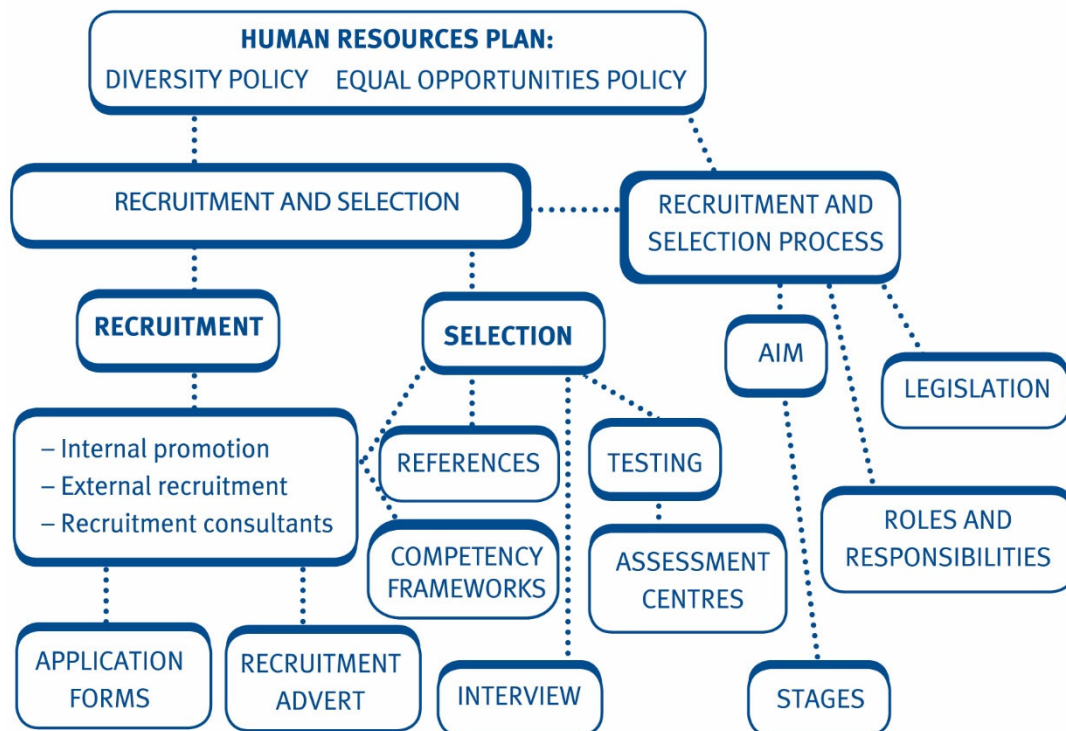 HUMAN RESOURCES PLAN:
DIVERSITY POLICY EQUAL OPPORTUNITIES POLICY
RECRUITMENT AND SELECTION
RECRUITMENT AND
SELECTION PROCESS
RECRUITMENT
SELECTION
AIM
LEGISLATION
– Internal promotion
– External recruitment
– Recruitment consultants
REFERENCES
TESTING
ROLES AND
RESPONSIBILITIES
COMPETENCY
FRAMEWORKS
ASSESSMENT
CENTRES
APPLICATION
FORMS
RECRUITMENT
ADVERT
INTERVIEW
STAGES